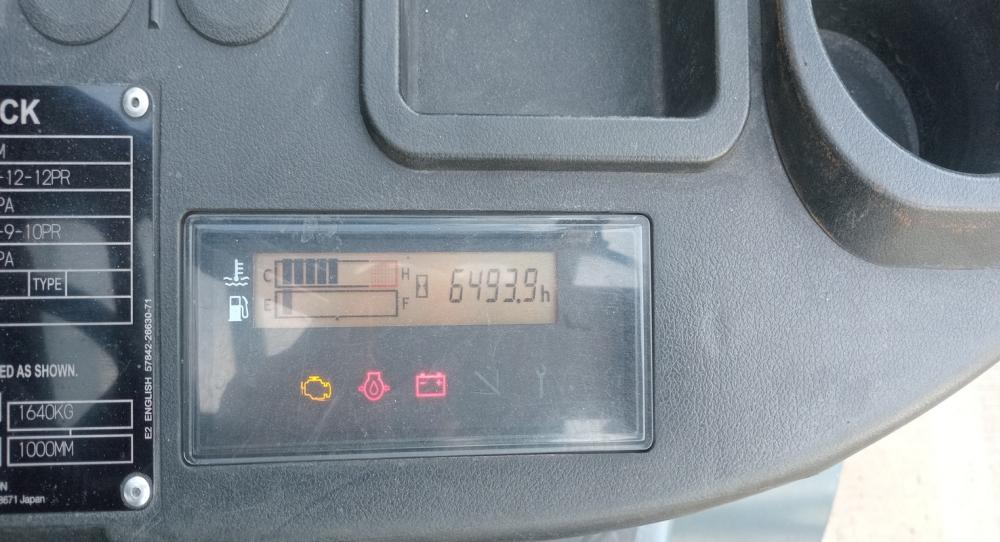 CK
M
-12-12PR
PA
-9-10PR
PA
TYPE
ED AS SHOWN.
1640KG
1000MM
ON
8671 Japan
E2 ENGLISH 57842-26630-71
C H
E F
6493.9h